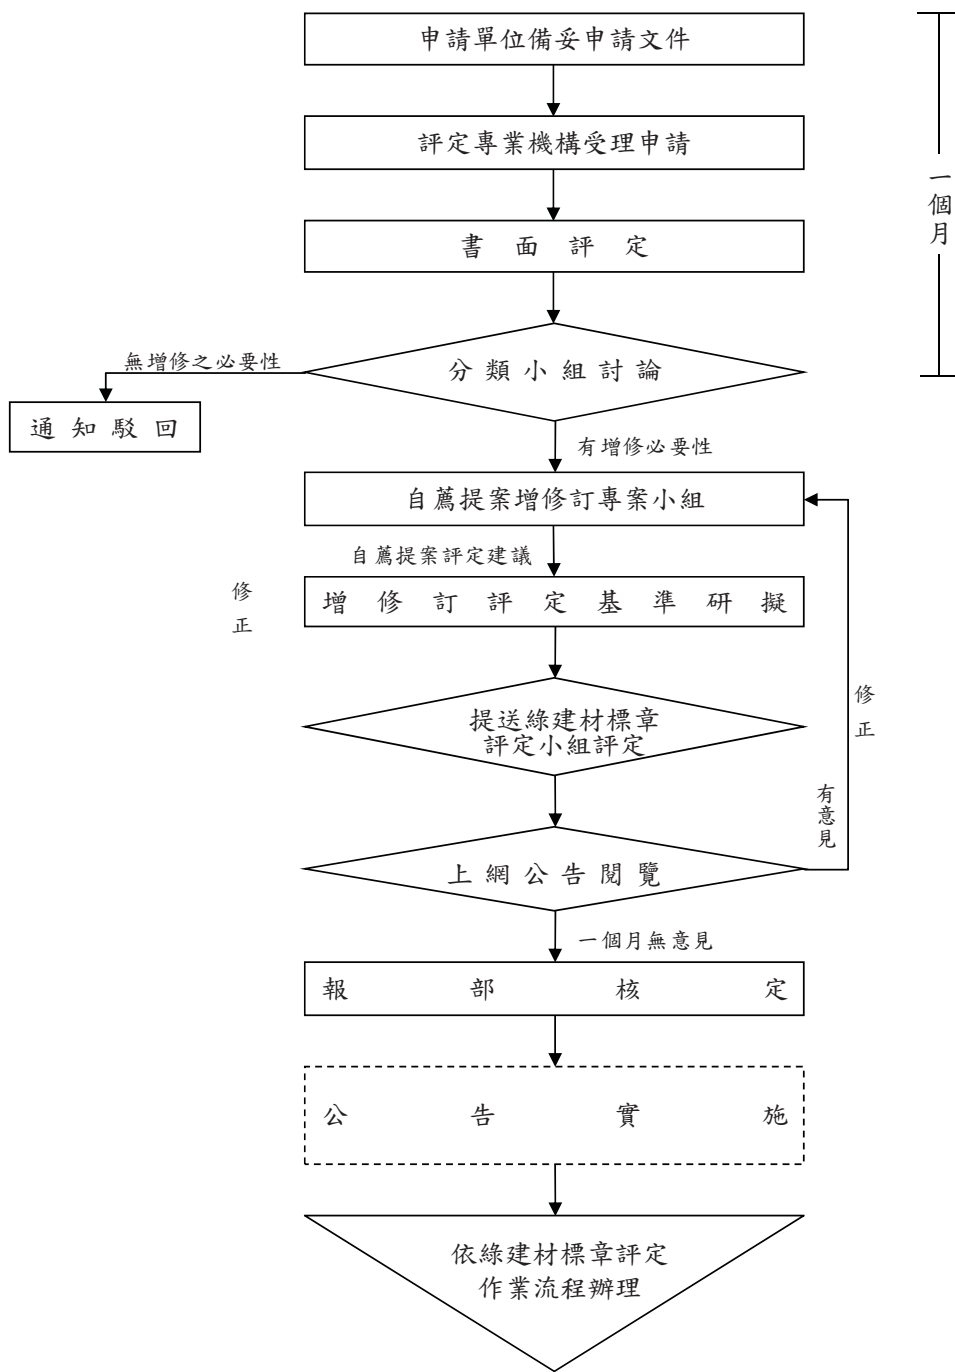 申請單位備妥申請文件
評定專業機構受理申請
一個月
書面評定
分類小組討論
無增修之必要性
通知駁回
有增修必要性
自薦提案增修訂專案小組
自薦提案評定建議
修正
增修訂評定基準研擬
提送綠建材標章
評定小組評定
修正
有意見
上網公告閱覽
一個月無意見
報部核定
公告實施
依綠建材標章評定
作業流程辦理